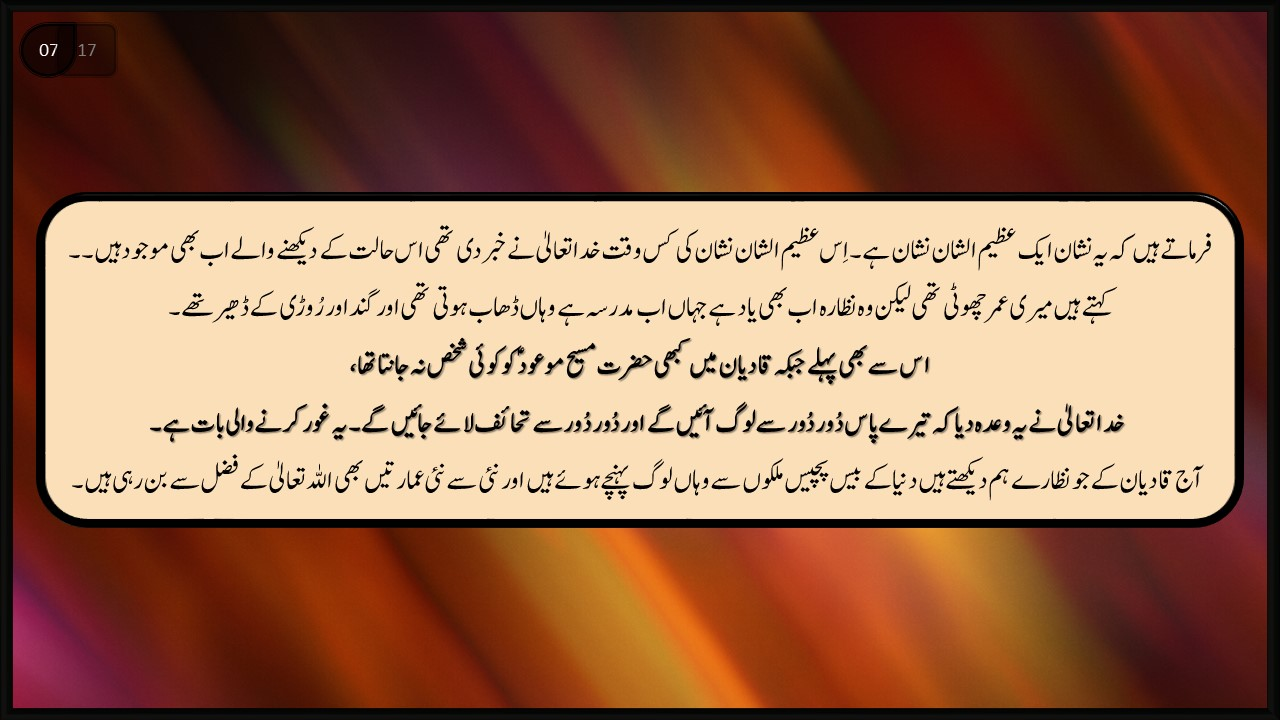 07 17
فرماتے ہیں کہ یہ نشان ایک عظیم الشان نشان ہے۔ اِس عظیم الشان نشان کی کس وقت خدا تعالیٰ نے خبر دی تھی اس حالت کے دیکھنے والے اب بھی موجود ہیں۔۔
کہتے ہیں میری عمر چھوٹی تھی لیکن وہ نظارہ اب بھی یاد ہے جہاں اب مدرسہ ہے وہاں ڈھاب ہوتی تھی اور گند اور رُوڑی کے ڈھیر تھے۔
اس سے بھی پہلے جبکہ قادیان میں کبھی حضرت مسیح موعودؑ کو کوئی شخص نہ جانتا تھا،
خدا تعالیٰ نے یہ وعدہ دیا کہ تیرے پاس دُور دُور سے لوگ آئیں گے اور دُور دُور سے تحائف لائے جائیں گے۔ یہ غور کرنے والی بات ہے۔
آج قادیان کے جو نظارے ہم دیکھتے ہیں دنیا کے بیس پچیس ملکوں سے وہاں لوگ پہنچے ہوئے ہیں اور نئی سے نئی عمارتیں بھی اللہ تعالیٰ کے فضل سے بن رہی ہیں۔